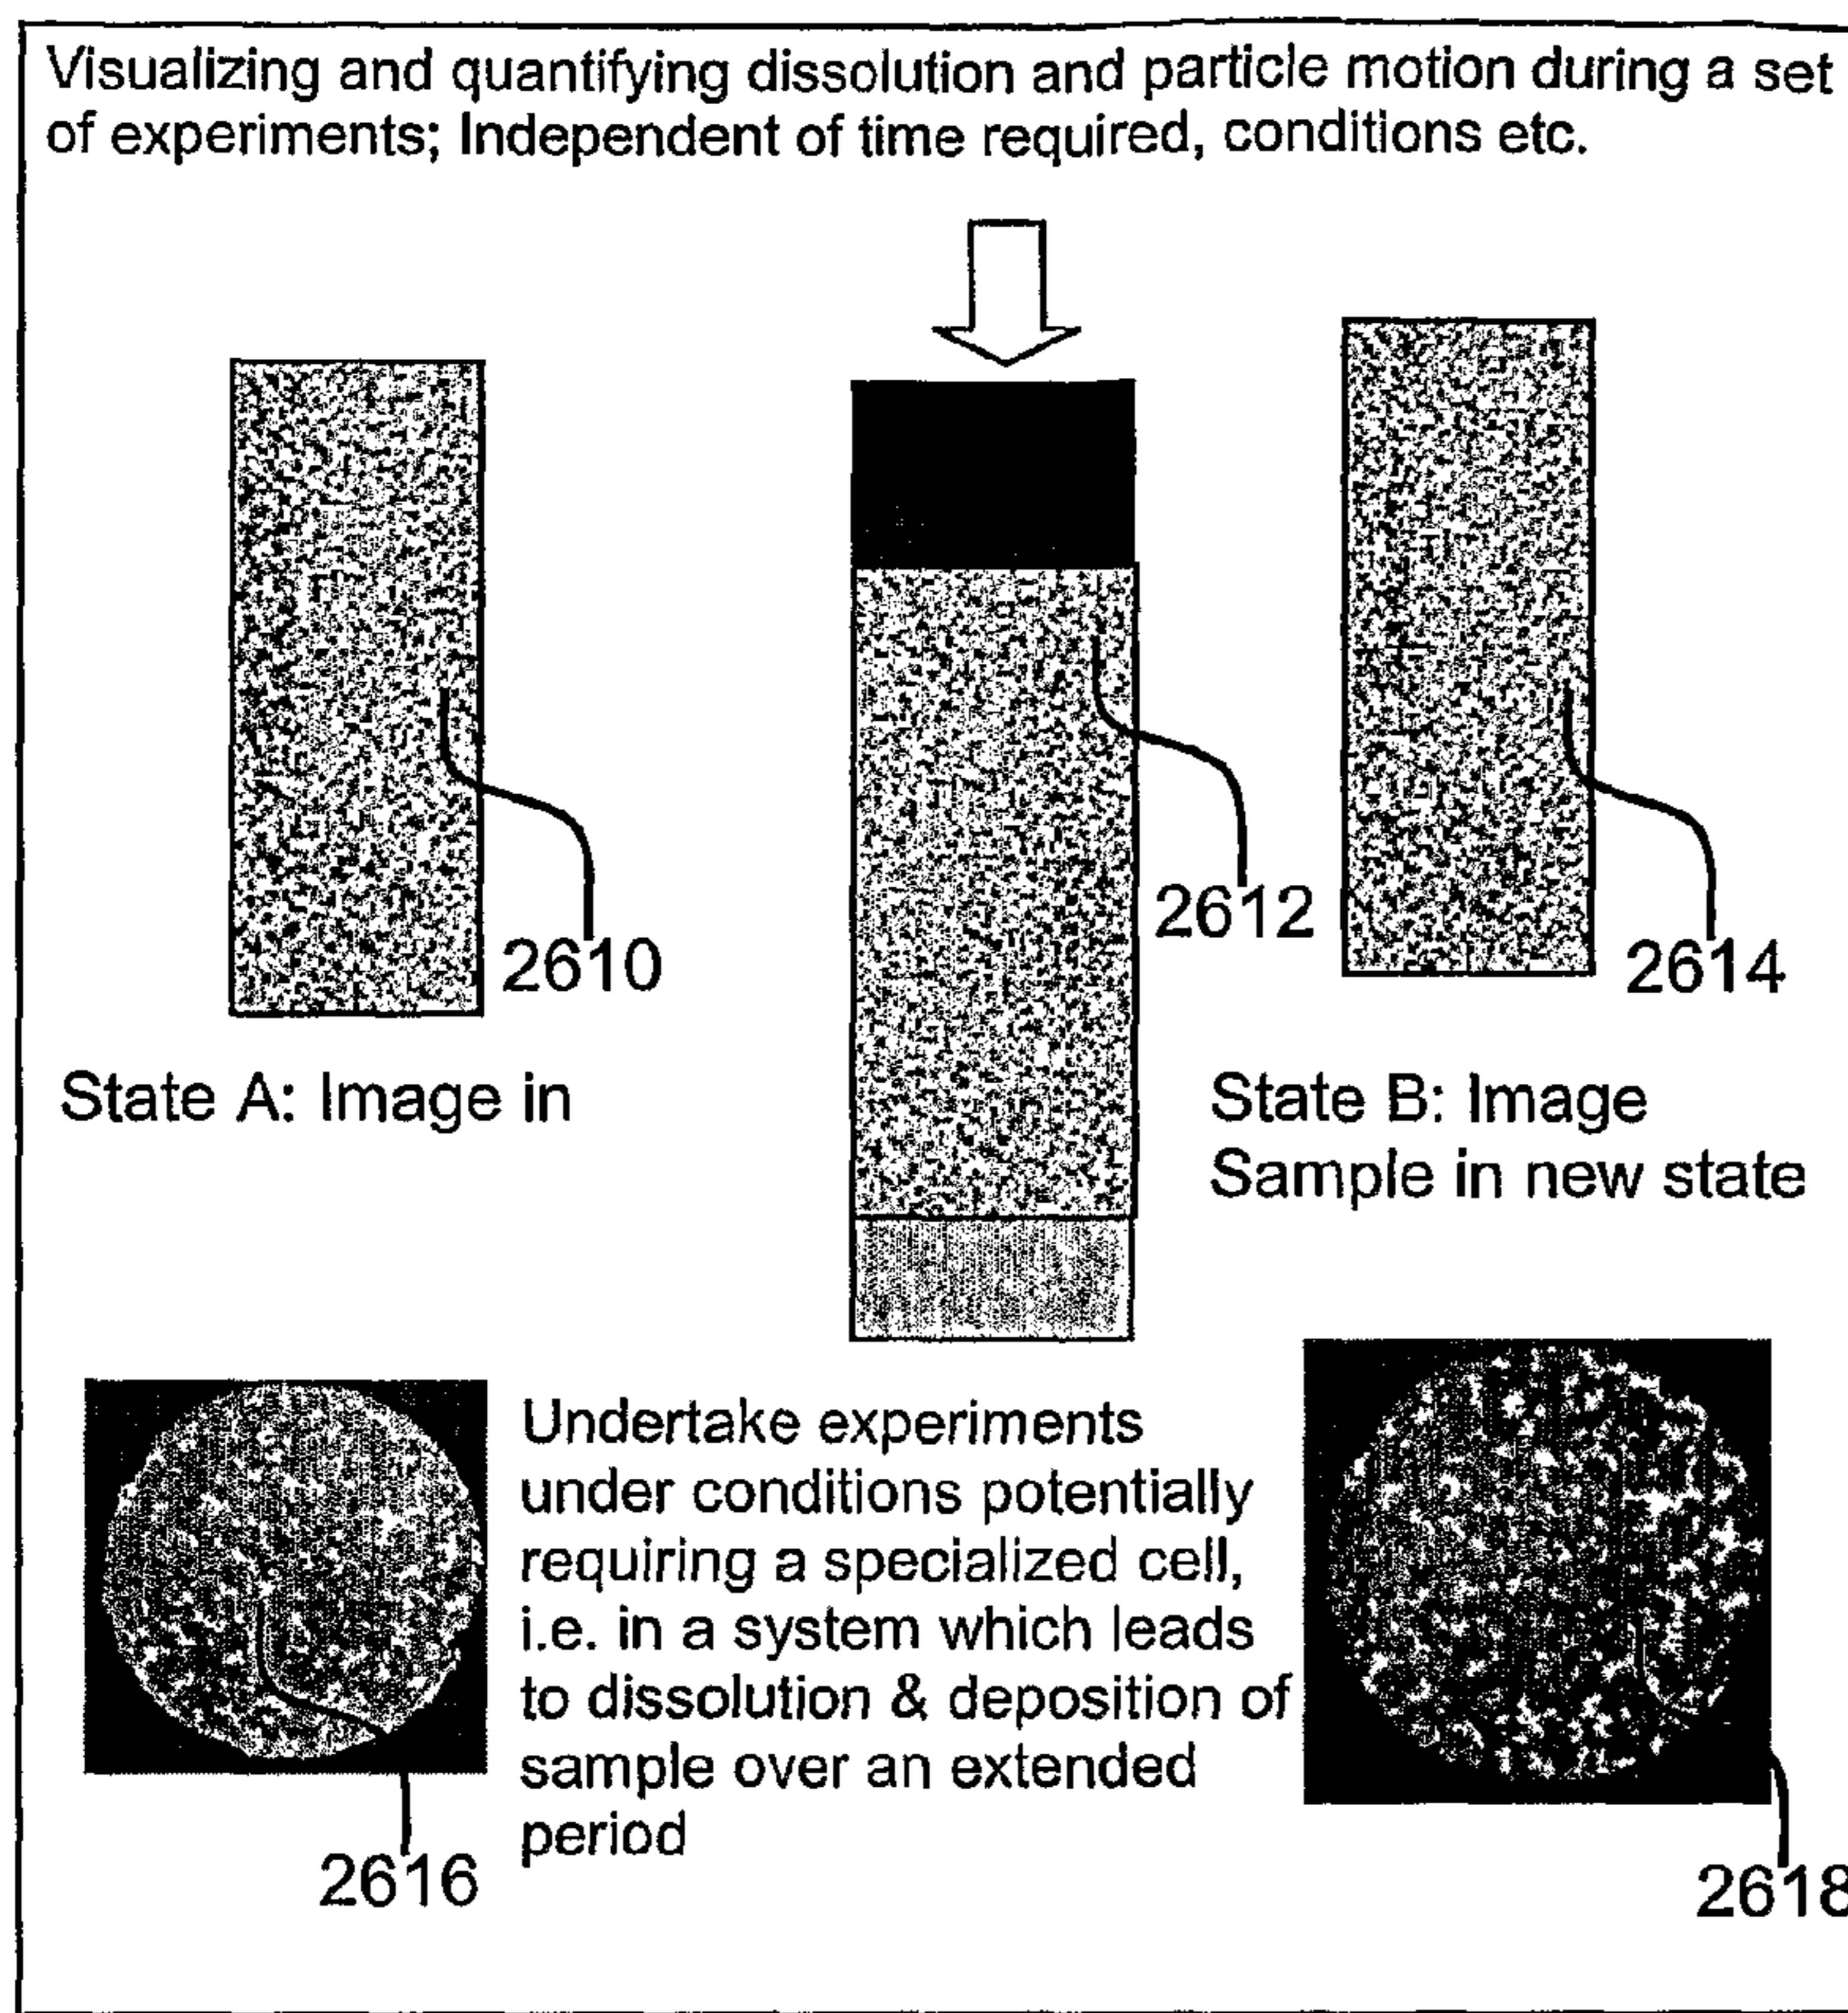 Visualizing and quantifying dissolution and particle motion during a set
of experiments; Independent of time required, conditions etc.
2612
2610
2614
State A: Image in
State B: Image
Sample in new state
Undertake experiments
under conditions potentially
requiring a specialized cell,
i.e. in a system which leads
to dissolution & deposition of
sample over an extended
period
2616
2618